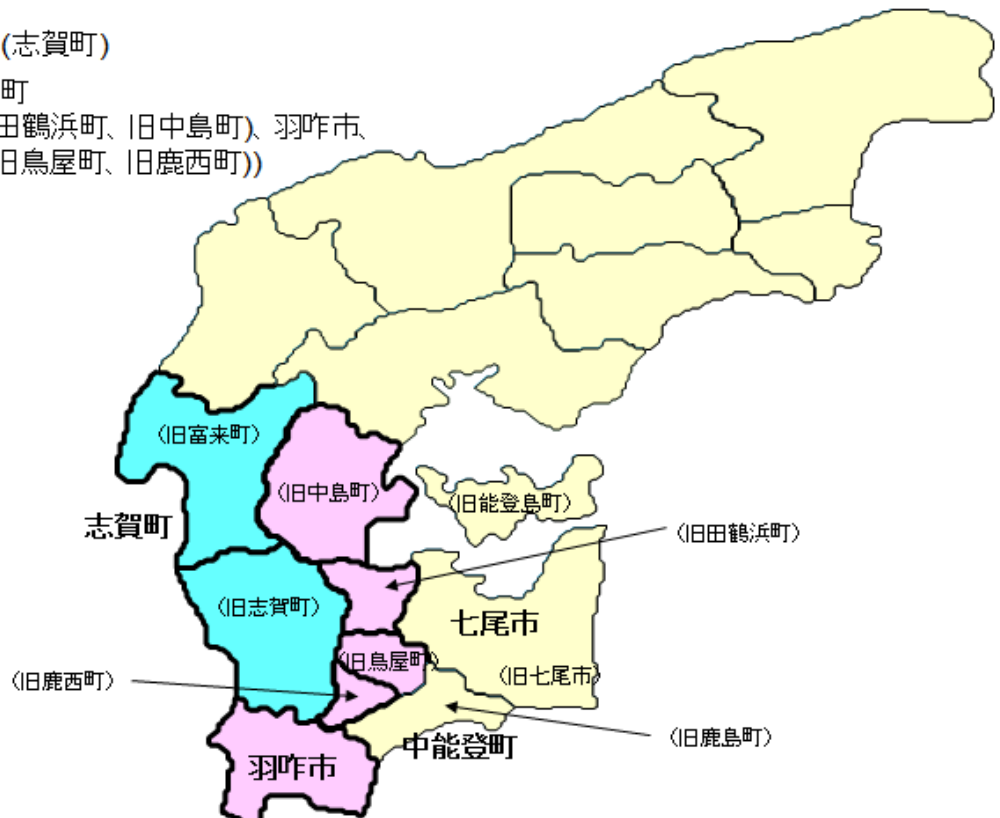 (志賀町)
町
田鶴浜町、旧中島町)、羽咋市、
旧鳥屋町、旧鹿西町))
(旧富来町)
(旧中島町)
(旧能登島町)
志賀町
(旧田鶴浜町)
(旧志賀町)
七尾市
(旧鳥屋町)
(旧七尾市)
(旧鹿西町)
(旧鹿島町)
中能登町
羽咋市